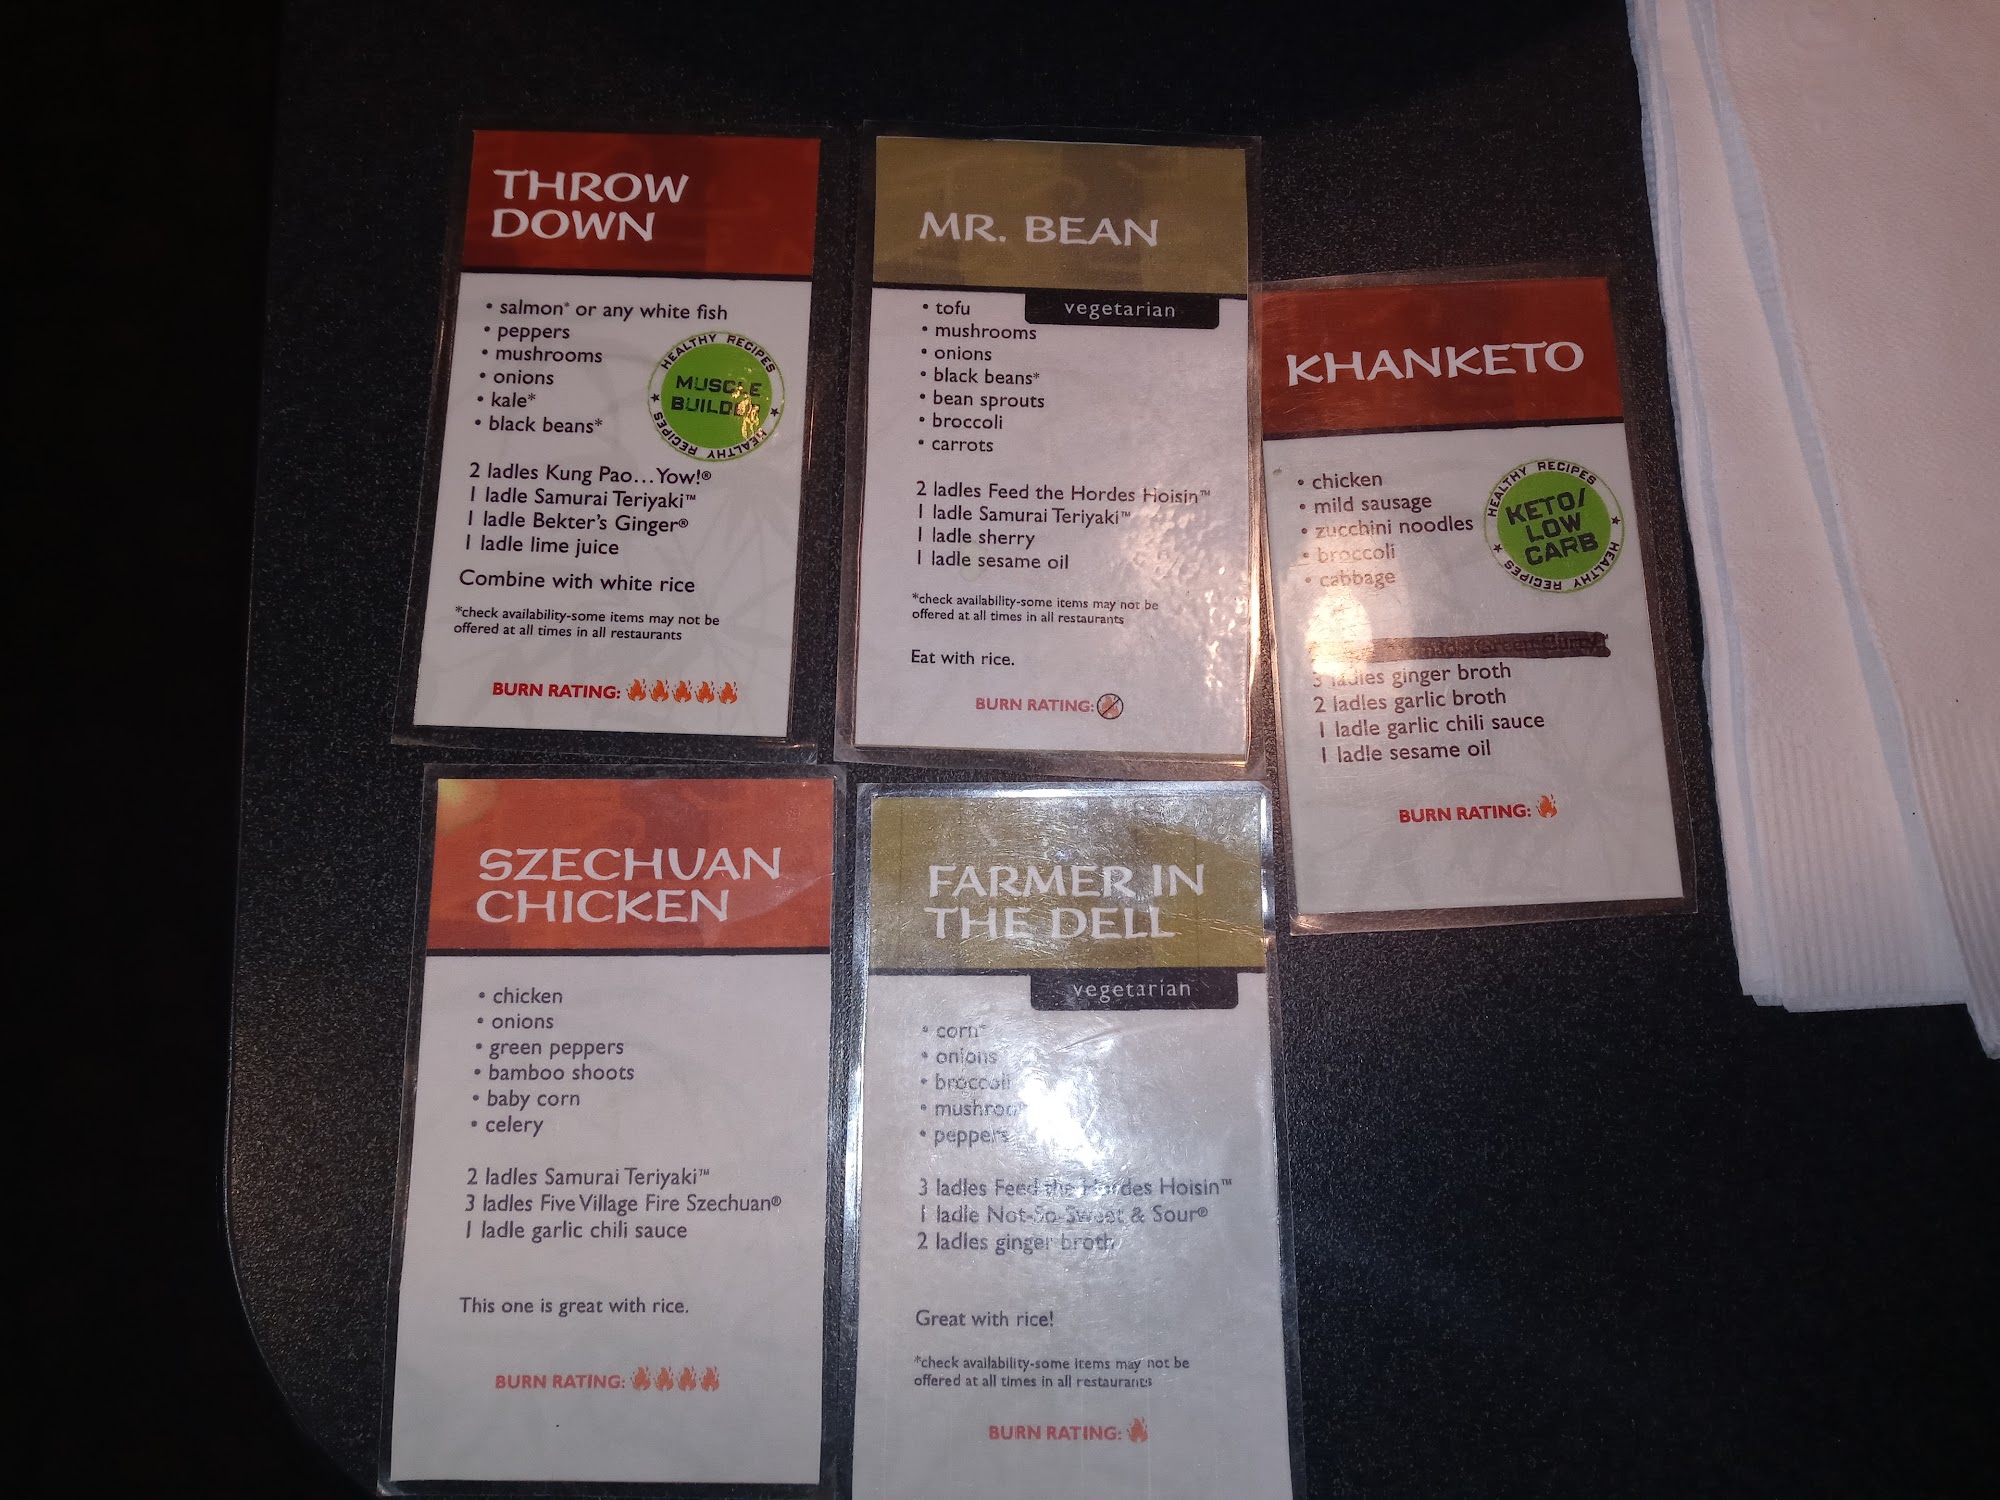 THROW
DOWN
• salmon* or any white fish
• peppers
• mushrooms
• onions
• kale*
• black beans*
HEALTHY RECIPES
MUSCLE
BUILDER
HEALTHY RECIPES
2 ladles Kung Pao...Yow!®
1 ladle Samurai Teriyaki™
1 ladle Bekter's Ginger®
1 ladle lime juice
Combine with white rice
*check availability-some items may not be
offered at all times in all restaurants
BURN RATING:
MR. BEAN
vegetarian
• tofu
• mushrooms
• onions
• black beans*
• bean sprouts
• broccoli
• carrots
2 ladles Feed the Hordes Hoisin™
1 ladle Samurai Teriyaki™
1 ladle sherry
1 ladle sesame oil
*check availability-some items may not be
offered at all times in all restaurants
Eat with rice.
BURN RATING:
KHANKETO
• chicken
• mild sausage
• zucchini noodles
• broccoli
• cabbage
HEALTHY RECIPES
KETO/
LOW
CARB
HEALTHY RECIPES
Green Curry
3 ladles ginger broth
2 ladles garlic broth
1 ladle garlic chili sauce
1 ladle sesame oil
BURN RATING:
SZECHUAN
CHICKEN
• chicken
• onions
• green peppers
• bamboo shoots
• baby corn
• celery
2 ladles Samurai Teriyaki™
3 ladles Five Village Fire Szechuan®
1 ladle garlic chili sauce
This one is great with rice.
BURN RATING:
FARMER IN
THE DELL
vegetarian
• corn*
• onions
• broccoli
• mushroo
• peppers
3 ladles Feed the Hordes Hoisin™
1 ladle Not-So-Sweet & Sour®
2 ladles ginger broth
Great with rice!
*check availability-some items may not be
offered at all times in all restaurants
BURN RATING: